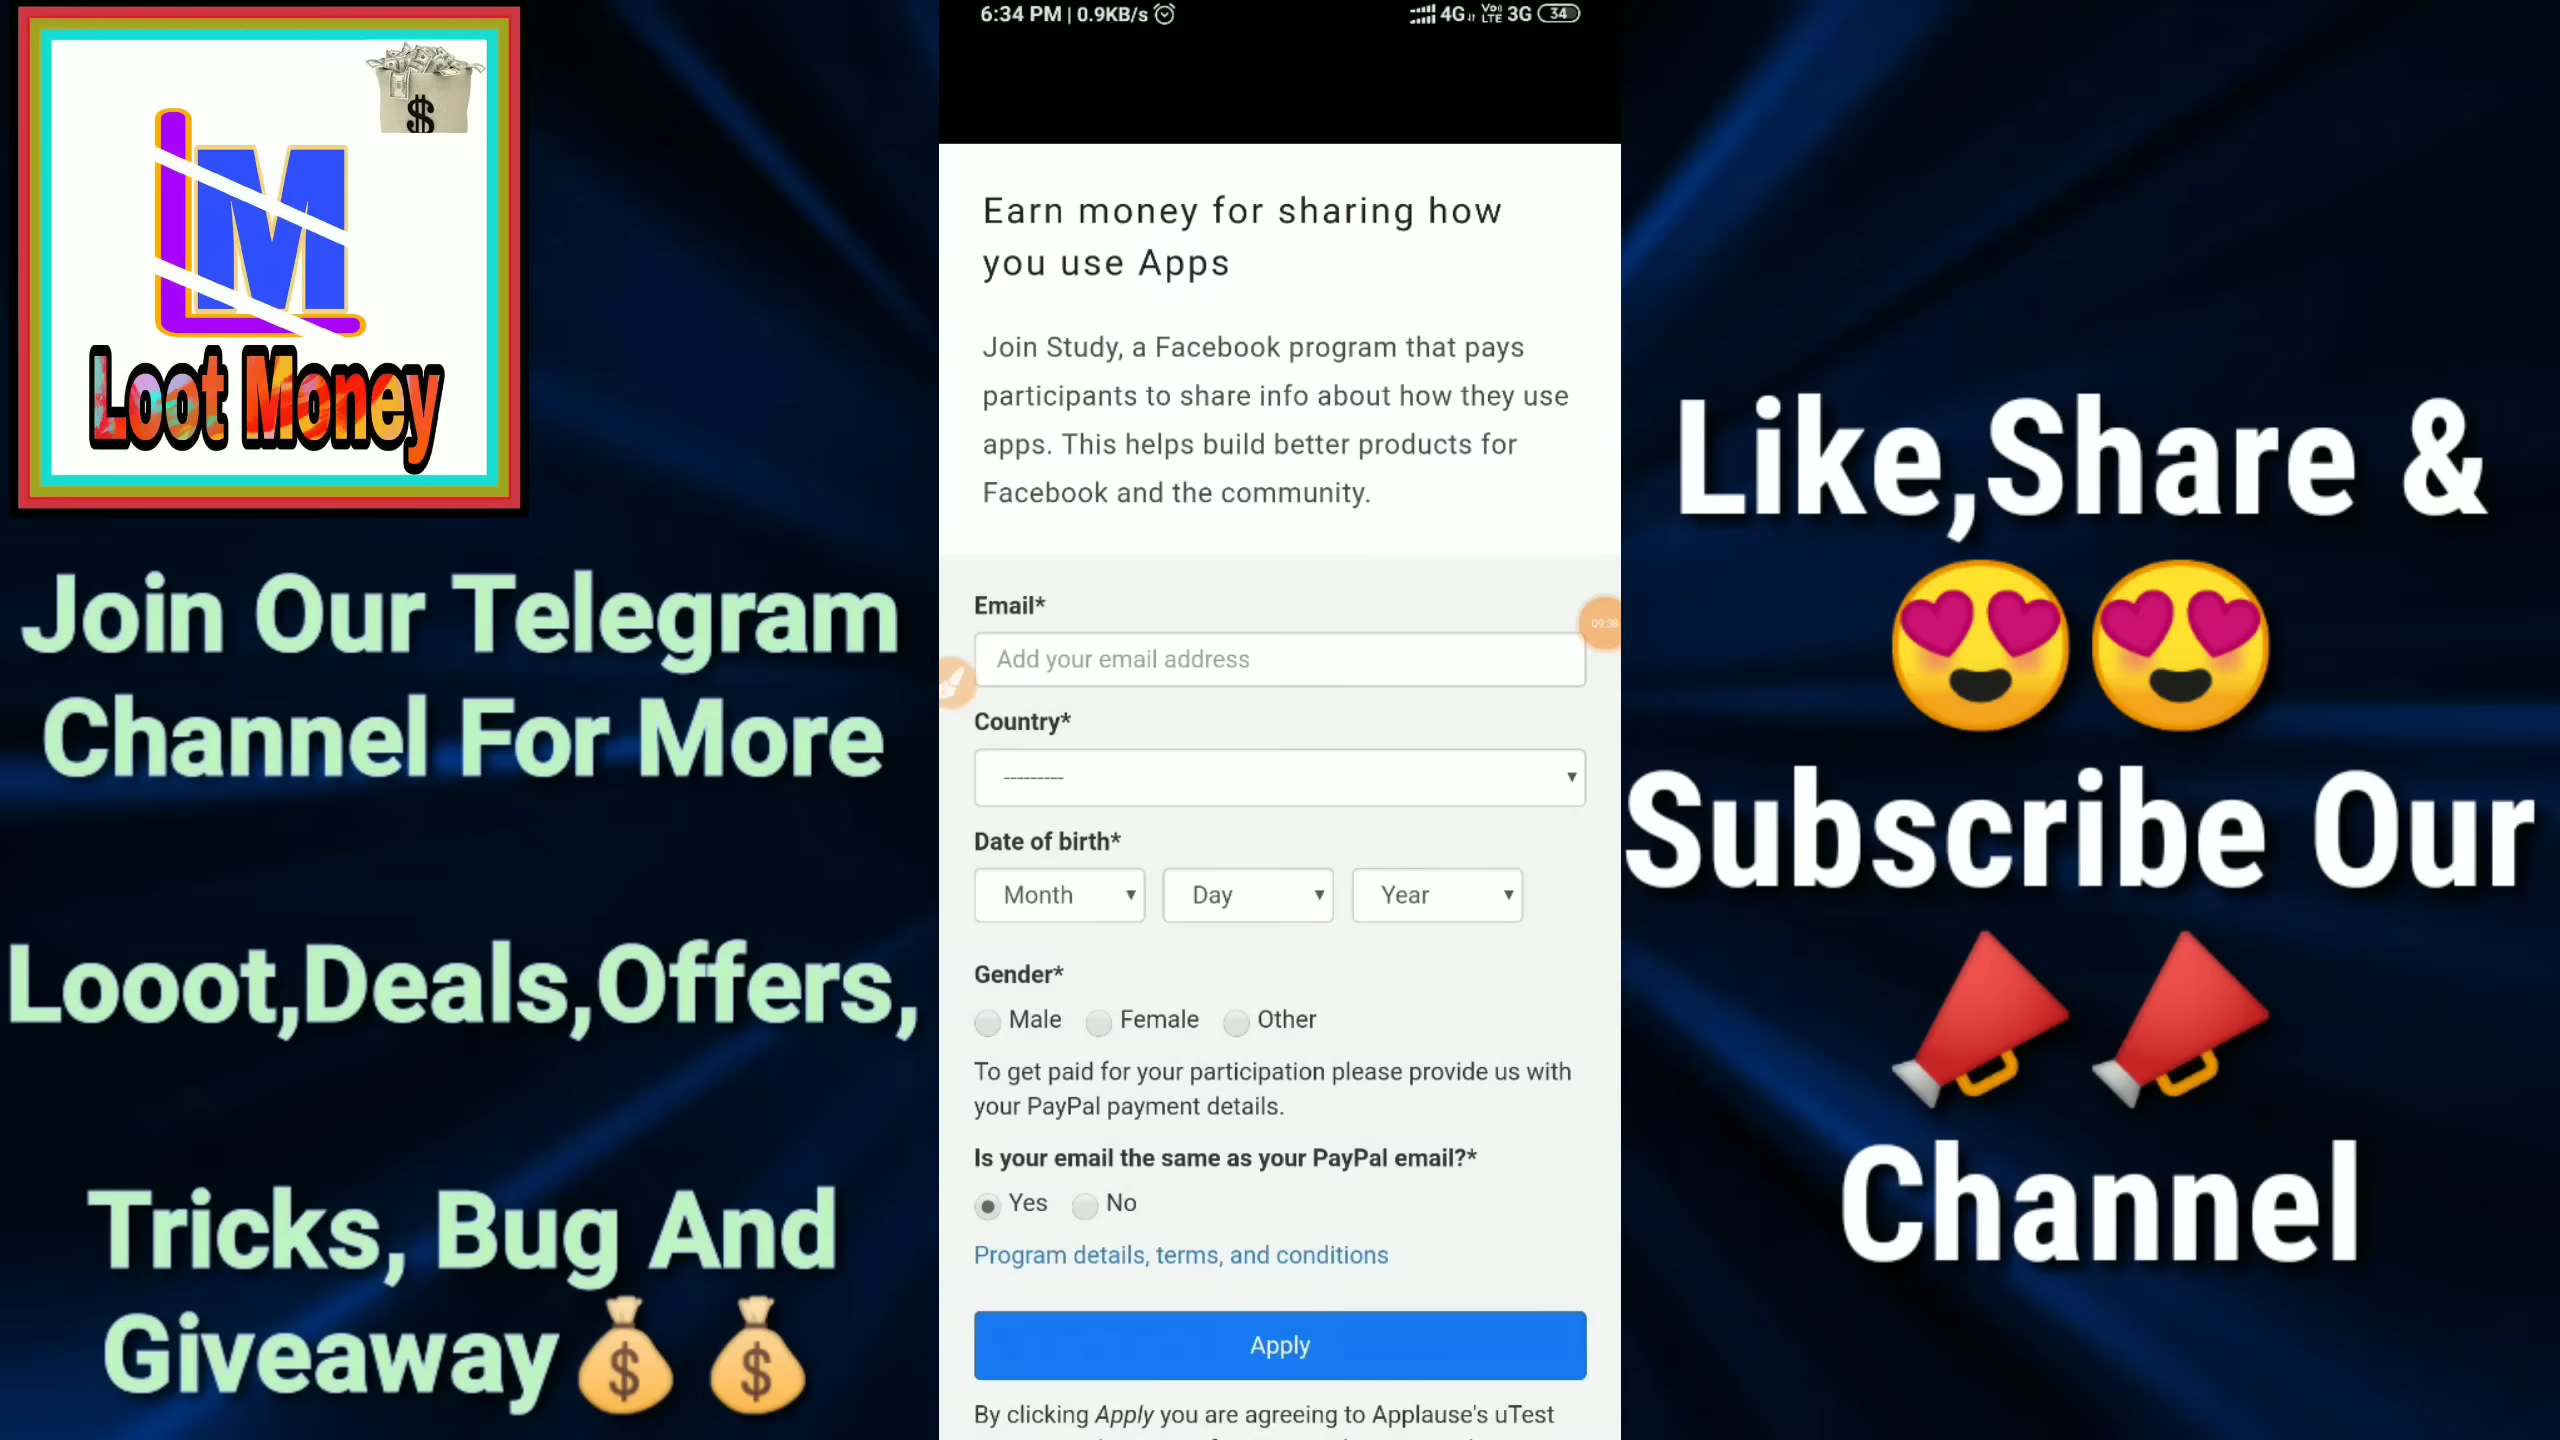 LM
Loot Money
Join Our Telegram
Channel For More
Looot,Deals,Offers,
Tricks, Bug And
Giveaway
6:34 PM | 0.9KB/s
4G VoLTE 3G 34
Earn money for sharing how
you use Apps
Join Study, a Facebook program that pays
participants to share info about how they use
apps. This helps build better products for
Facebook and the community.
Email*
Add your email address
09:38
Country*
---------
Date of birth*
Month Day Year
Gender*
Male Female Other
To get paid for your participation please provide us with
your PayPal payment details.
Is your email the same as your PayPal email?*
Yes No
Program details, terms, and conditions
Apply
By clicking Apply you are agreeing to Applause's uTest
Like,Share &
Subscribe Our
Channel